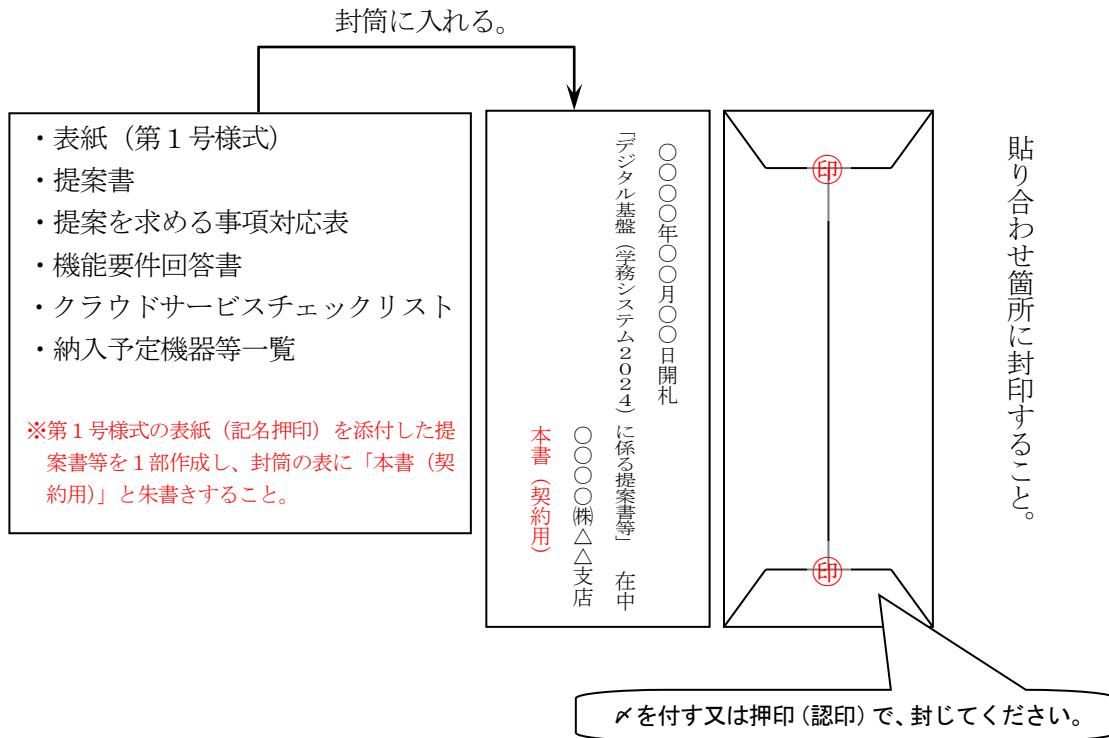 封筒に入れる。
・表紙（第１号様式）
・提案書
・提案を求める事項対応表
・機能要件回答書
・クラウドサービスチェックリスト
・納入予定機器等一覧
※第１号様式の表紙（記名押印）を添付した提
案書等を１部作成し、封筒の表に「本書（契
約用）」と朱書きすること。
〇〇〇〇年〇〇月〇〇日開札
「デジタル基盤（学務システム２０２４）に係る提案書等」　在中
〇〇〇〇㈱△△支店
本書（契約用）
印
印
貼り合わせ箇所に封印すること。
〆を付す又は押印（認印）で、封じてください。